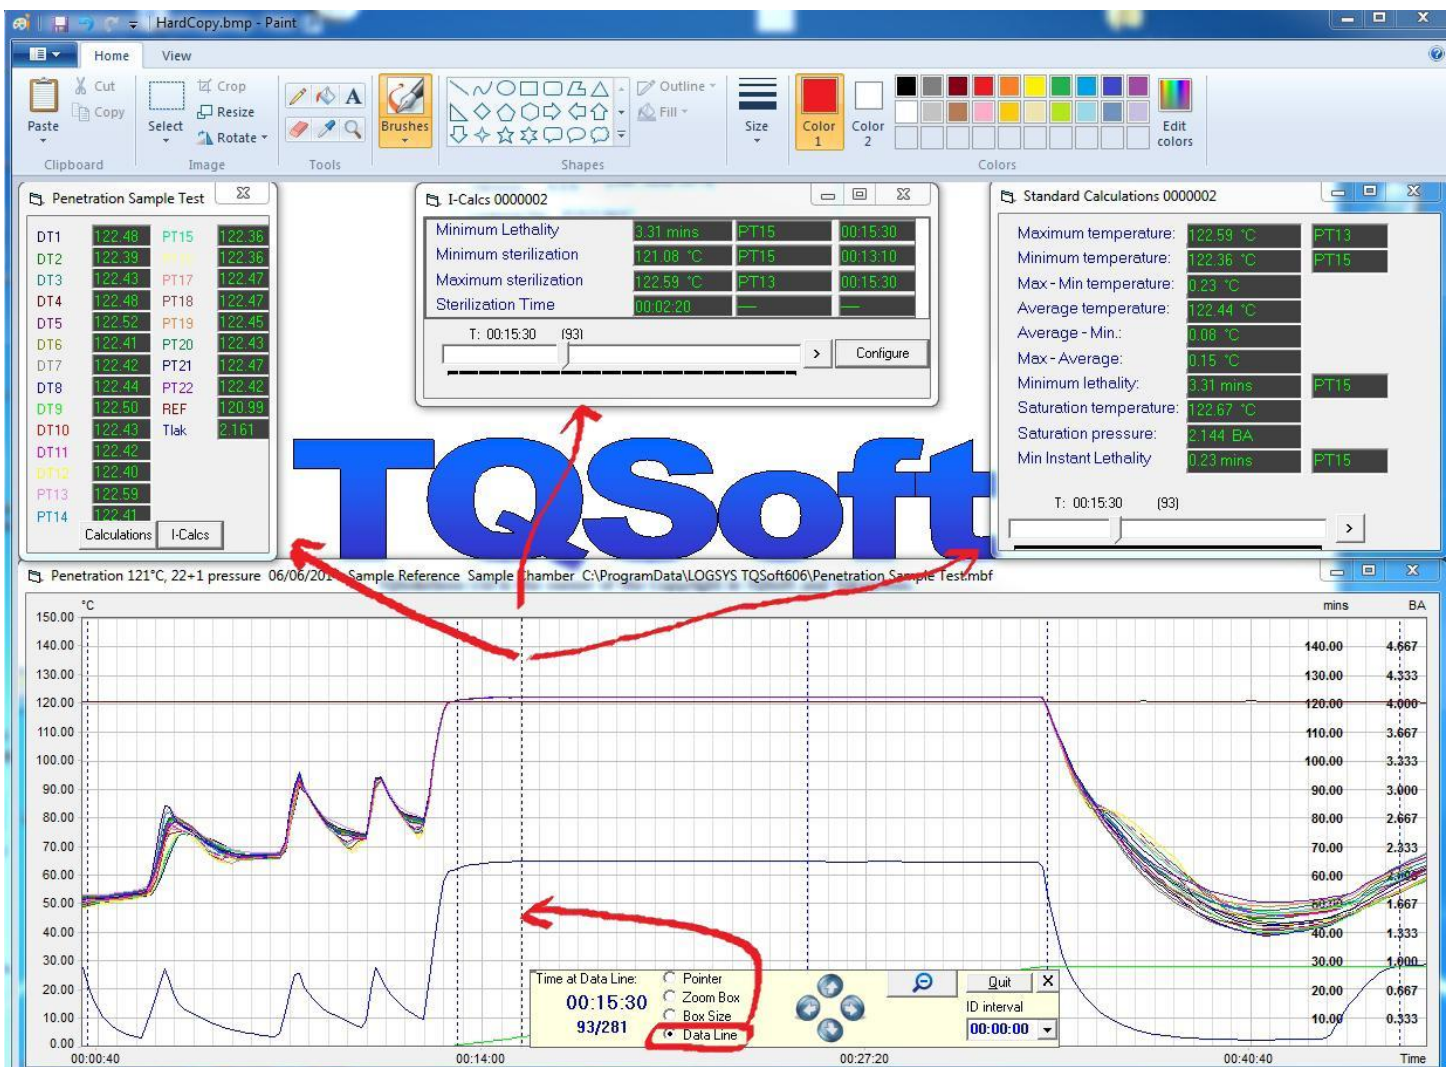 HardCopy.bmp - Paint
Home View
Paste
Cut
Copy
Clipboard
Select
Crop
Resize
Rotate
Image
A
Tools
Brushes
Outline
Fill
Shapes
Size
Color 1
Color 2
Edit colors
Colors
Penetration Sample Test
DT1 122.48 PT15 122.36
DT2 122.39 122.36
DT3 122.43 PT17 122.47
DT4 122.48 PT18 122.47
DT5 122.52 PT19 122.45
DT6 122.41 PT20 122.43
DT7 122.42 PT21 122.47
DT8 122.44 PT22 122.42
DT9 122.50 REF 120.99
DT10 122.43 Tlak 2.161
DT11 122.42
DT12 122.40
PT13 122.59
PT14 122.41
Calculations I-Calcs
I-Calcs 0000002
Minimum Lethality 3.31 mins PT15 00:15:30
Minimum sterilization 121.08 °C PT15 00:13:10
Maximum sterilization 122.59 °C PT13 00:15:30
Sterilization Time 00:02:20 — —
T: 00:15:30 (93)
> Configure
Standard Calculations 0000002
Maximum temperature: 122.59 °C PT13
Minimum temperature: 122.36 °C PT15
Max - Min temperature: 0.23 °C
Average temperature: 122.44 °C
Average - Min.: 0.08 °C
Max - Average: 0.15 °C
Minimum lethality: 3.31 mins PT15
Saturation temperature: 122.67 °C
Saturation pressure: 2.144 BA
Min Instant Lethality 0.23 mins PT15
T: 00:15:30 (93)
>
TQSoft
Penetration 121°C, 22+1 pressure 06/06/201 Sample Reference Sample Chamber C:\ProgramData\LOGSYS TQSoft606\Penetration Sample Test.mbf
°C mins BA
150.00
140.00 140.00 4.667
130.00 130.00 4.333
120.00 120.00 4.000
110.00 110.00 3.667
100.00 100.00 3.333
90.00 90.00 3.000
80.00 80.00 2.667
70.00 70.00 2.333
60.00 60.00
50.00 1.667
40.00 40.00 1.333
30.00 30.00 1.000
20.00 20.00 0.667
10.00 10.00 0.333
0.00
Time at Data Line:
00:15:30
93/281
Pointer
Zoom Box
Box Size
Data Line
Quit X
ID interval
00:00:00
00:00:40 00:14:00 00:27:20 00:40:40 Time